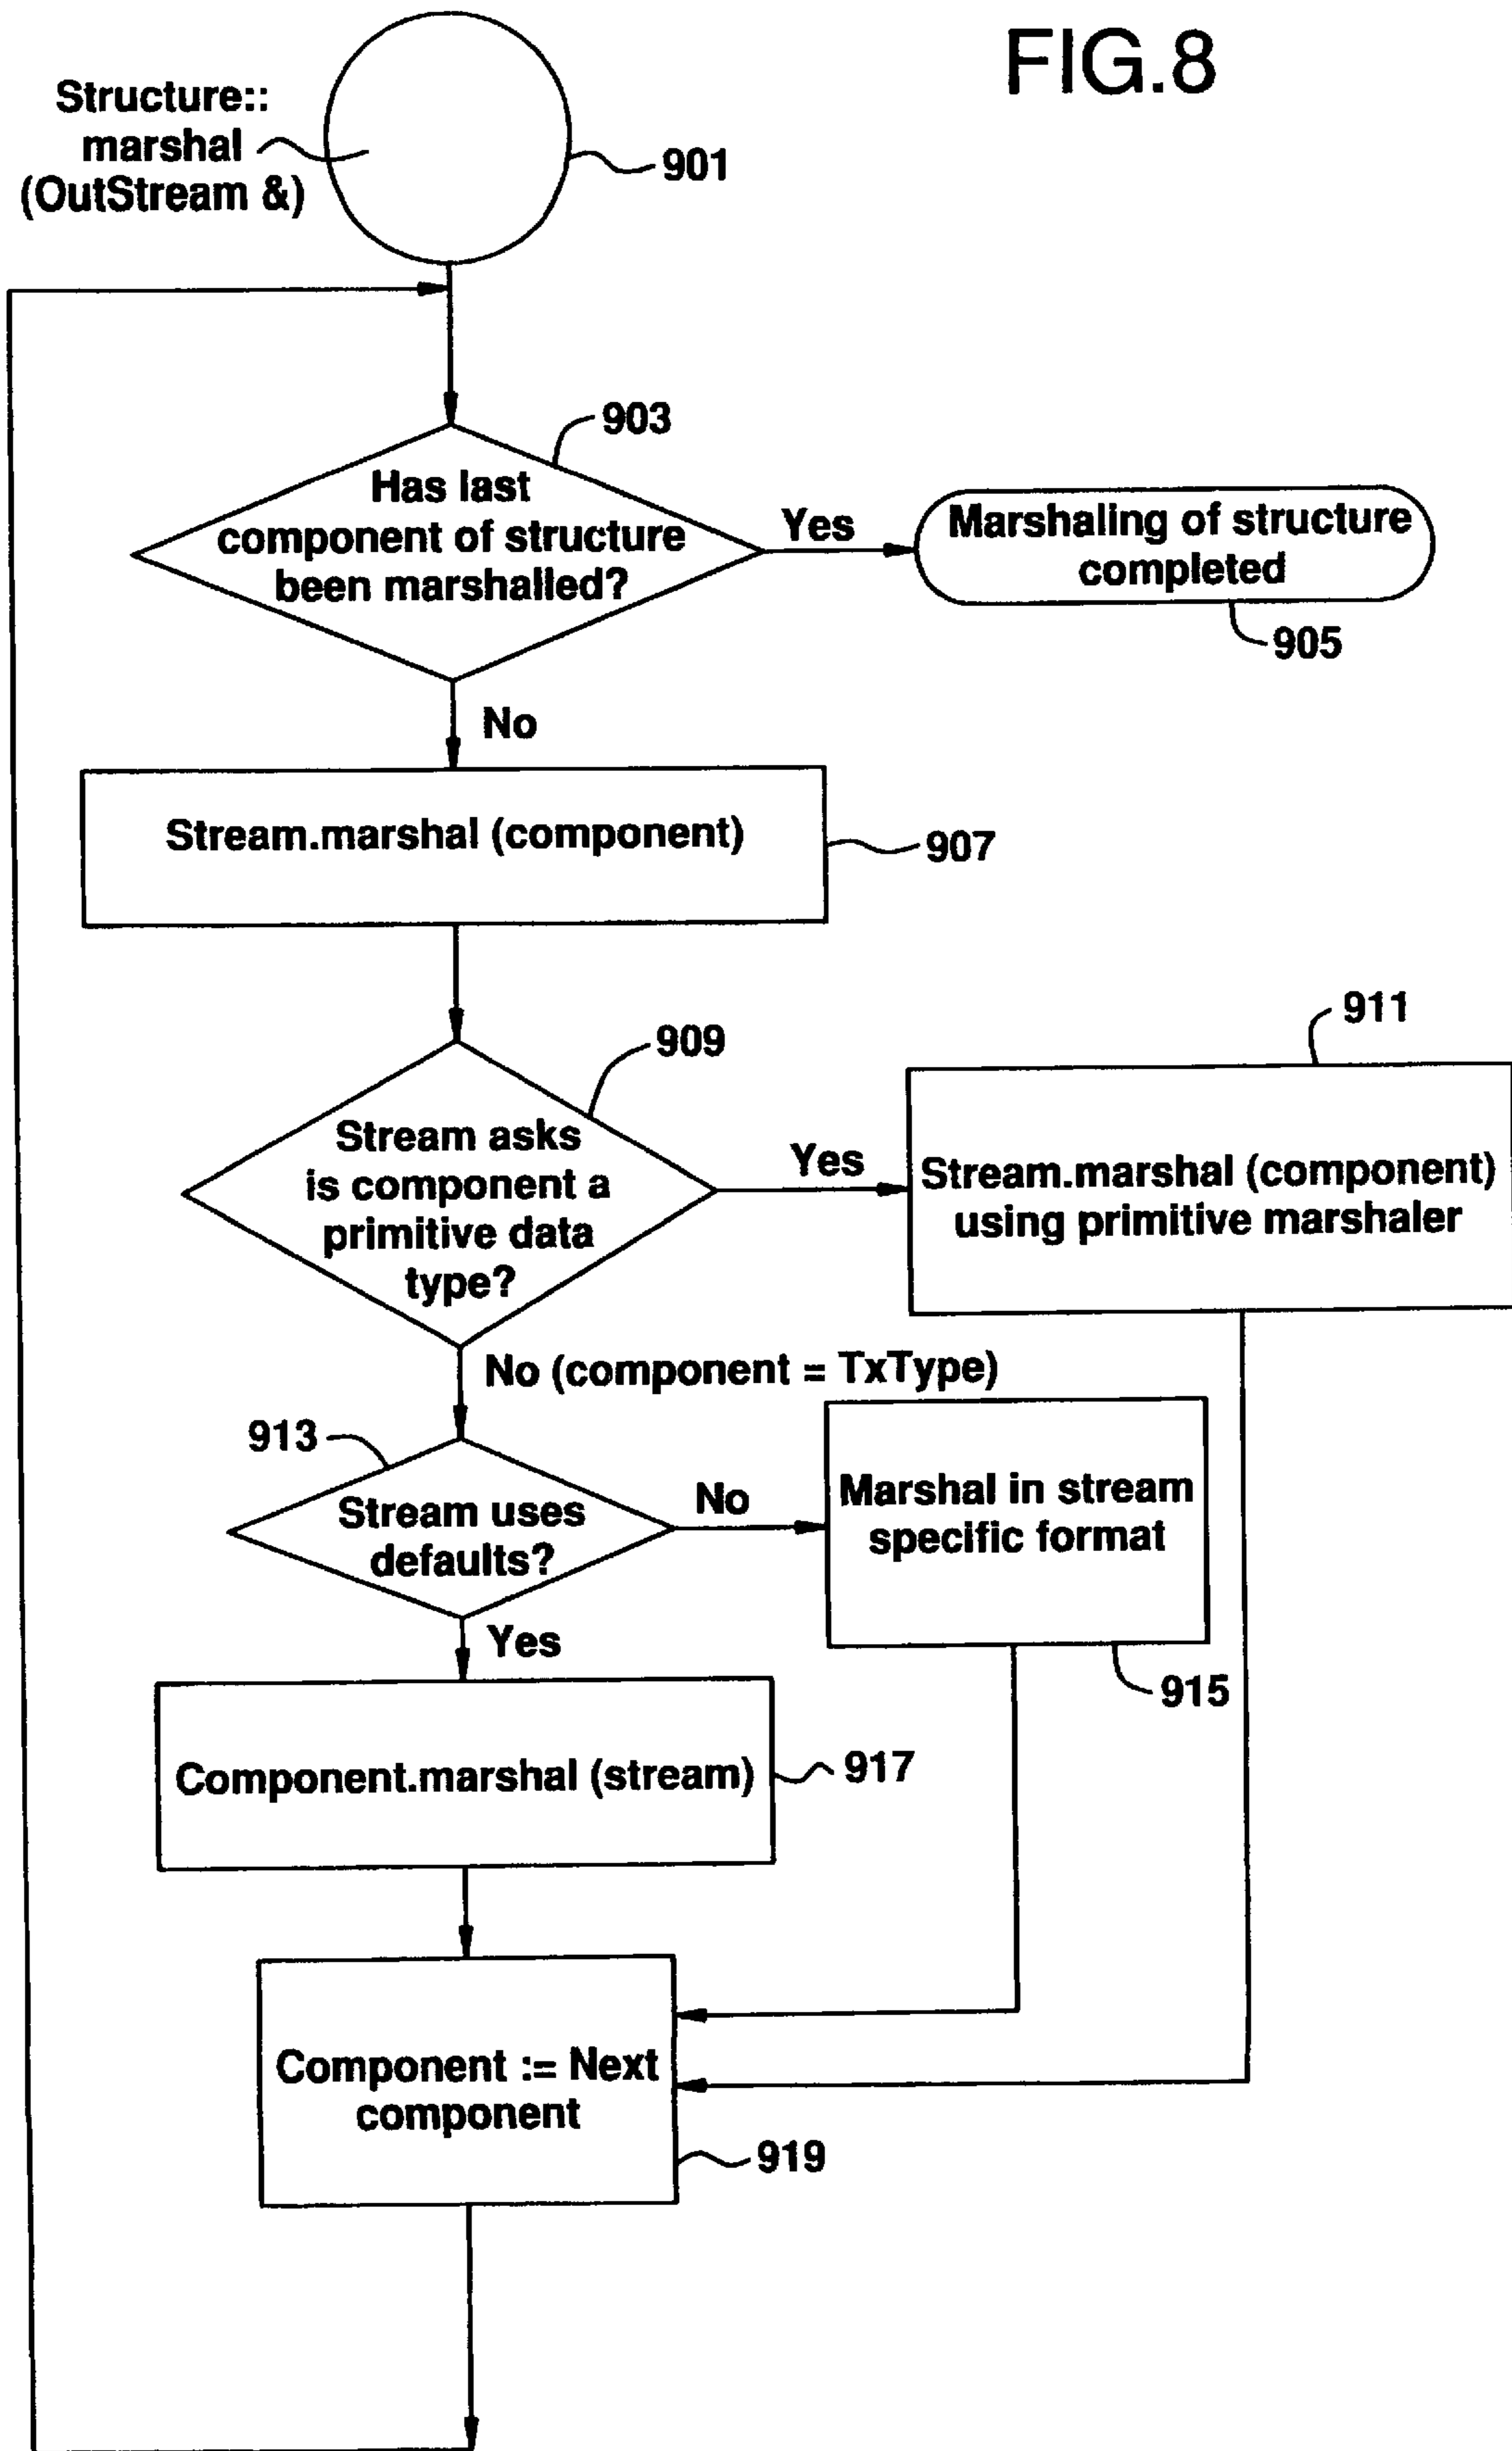 FIG.8
Structure::
marshal
(OutStream &)
901
903
Has last
component of structure
been marshalled?
Yes
Marshaling of structure
completed
905
No
Stream.marshal (component)
907
909
Stream asks
is component a
primitive data
type?
Yes
911
Stream.marshal (component)
using primitive marshaler
No (component = TxType)
913
Stream uses
defaults?
No
Marshal in stream
specific format
915
Yes
Component.marshal (stream)
917
Component := Next
component
919